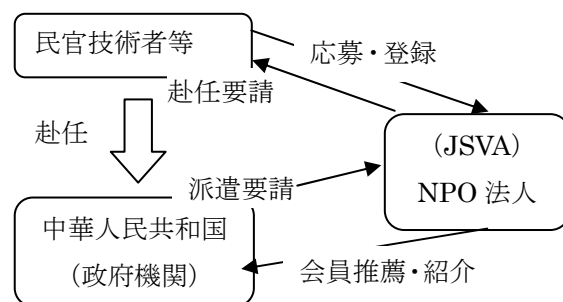 民官技術者等
応募・登録
赴任要請
赴任
（JSVA）
NPO 法人
派遣要請
中華人民共和国
（政府機関）
会員推薦・紹介